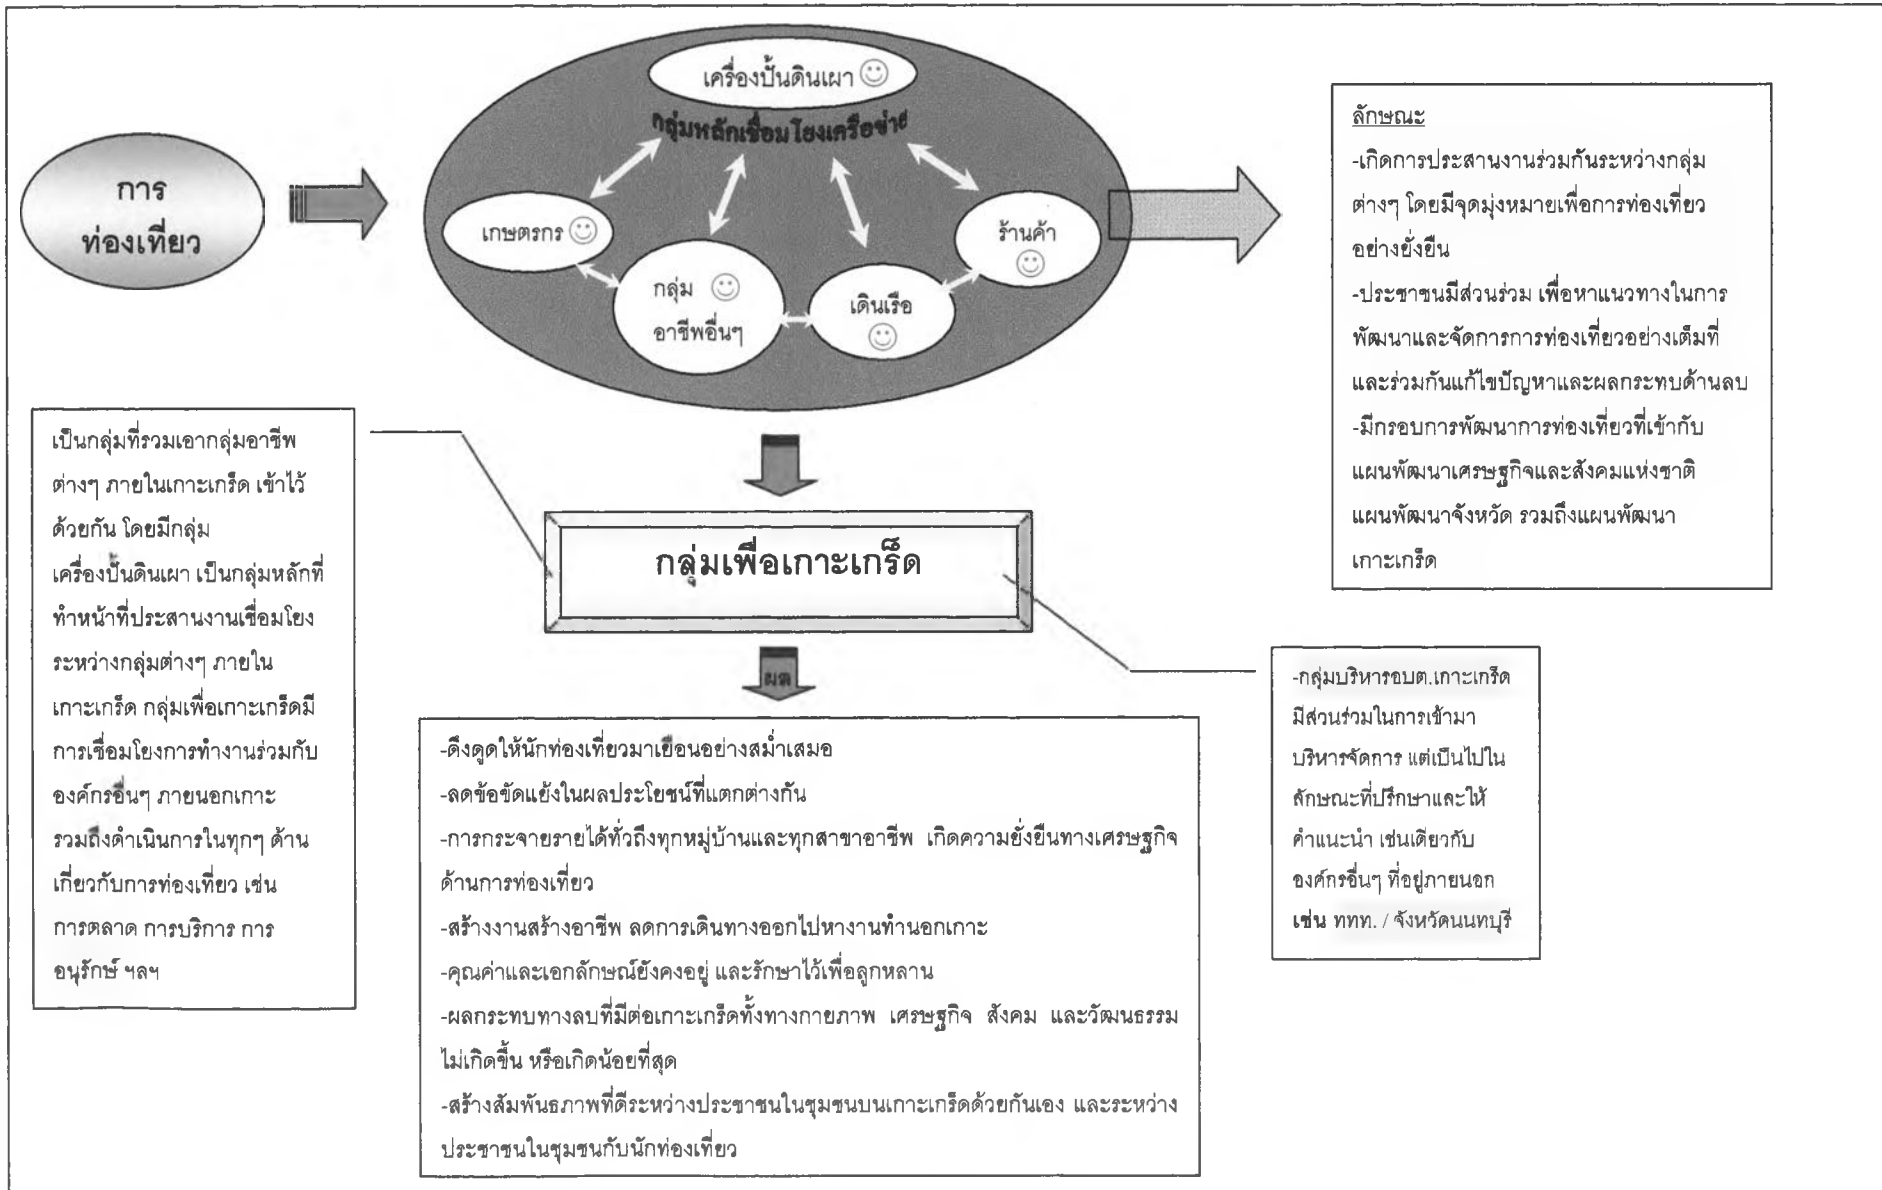 เครื่องปั้นดินเผา
กลุ่มหลักเชื่อมโยงเครือข่าย
การ
ท่องเที่ยว
เกษตรกร
กลุ่ม
อาชีพอื่นๆ
เดินเรือ
ร้านค้า
ลักษณะ
-เกิดการประสานงานร่วมกันระหว่างกลุ่ม
ต่างๆ โดยมีจุดมุ่งหมายเพื่อการท่องเที่ยว
อย่างยั่งยืน
-ประชาชนมีส่วนร่วม เพื่อหาแนวทางในการ
พัฒนาและจัดการการท่องเที่ยวอย่างเต็มที่
และร่วมกันแก้ไขปัญหาและผลกระทบด้านลบ
-มีกรอบการพัฒนาการท่องเที่ยวที่เข้ากับ
แผนพัฒนาเศรษฐกิจและสังคมแห่งชาติ
แผนพัฒนาจังหวัด รวมถึงแผนพัฒนา
เกาะเกร็ด
เป็นกลุ่มที่รวมเอากลุ่มอาชีพ
ต่างๆ ภายในเกาะเกร็ด เข้าไว้
ด้วยกัน โดยมีกลุ่ม
เครื่องปั้นดินเผา เป็นกลุ่มหลักที่
ทำหน้าที่ประสานงานเชื่อมโยง
ระหว่างกลุ่มต่างๆ ภายใน
เกาะเกร็ด กลุ่มเพื่อเกาะเกร็ดมี
การเชื่อมโยงการทำงานร่วมกับ
องค์กรอื่นๆ ภายนอกเกาะ
รวมถึงดำเนินการในทุกๆ ด้าน
เกี่ยวกับการท่องเที่ยว เช่น
การตลาด การบริการ การ
อนุรักษ์ ฯลฯ
กลุ่มเพื่อเกาะเกร็ด
ผล
-ดึงดูดให้นักท่องเที่ยวมาเยือนอย่างสม่ำเสมอ
-ลดข้อขัดแย้งในผลประโยชน์ที่แตกต่างกัน
-การกระจายรายได้ทั่วถึงทุกหมู่บ้านและทุกสาขาอาชีพ เกิดความยั่งยืนทางเศรษฐกิจ
ด้านการท่องเที่ยว
-สร้างงานสร้างอาชีพ ลดการเดินทางออกไปหางานทำนอกเกาะ
-คุณค่าและเอกลักษณ์ยังคงอยู่ และรักษาไว้เพื่อลูกหลาน
-ผลกระทบทางลบที่มีต่อเกาะเกร็ดทั้งทางกายภาพ เศรษฐกิจ สังคม และวัฒนธรรม
ไม่เกิดขึ้น หรือเกิดน้อยที่สุด
-สร้างสัมพันธภาพที่ดีระหว่างประชาชนในชุมชนบนเกาะเกร็ดด้วยกันเอง และระหว่าง
ประชาชนในชุมชนกับนักท่องเที่ยว
-กลุ่มบริหารอบต.เกาะเกร็ด
มีส่วนร่วมในการเข้ามา
บริหารจัดการ แต่เป็นไปใน
ลักษณะที่ปรึกษาและให้
คำแนะนำ เช่นเดียวกับ
องค์กรอื่นๆ ที่อยู่ภายนอก
เช่น ททท. / จังหวัดนนทบุรี